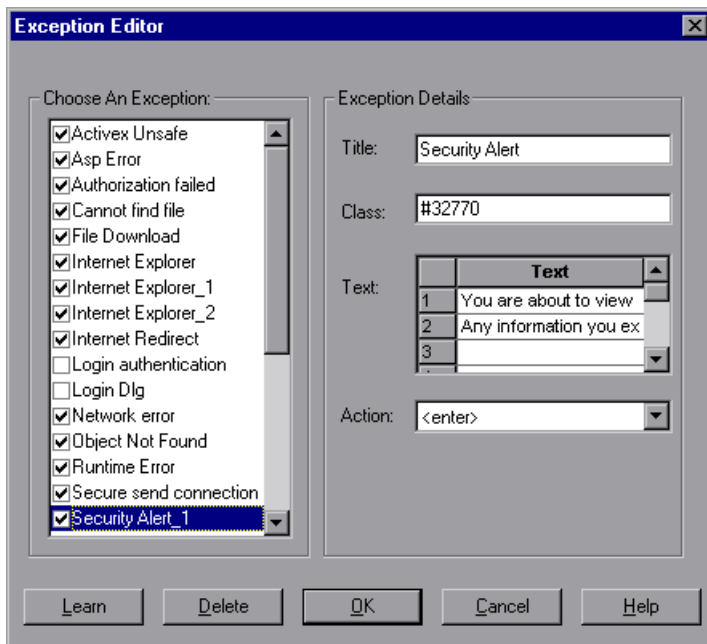 Exception Editor
Choose An Exception:
Activex Unsafe
Asp Error
Authorization failed
Cannot find file
File Download
Internet Explorer
Internet Explorer_1
Internet Explorer_2
Internet Redirect
Login authentication
Login Dlg
Network error
Object Not Found
Runtime Error
Secure send connection
Security Alert_1
Exception Details
Title: Security Alert
Class: #32770
Text:
Text
1 You are about to view
2 Any information you ex
3
Action: <enter>
Learn Delete OK Cancel Help